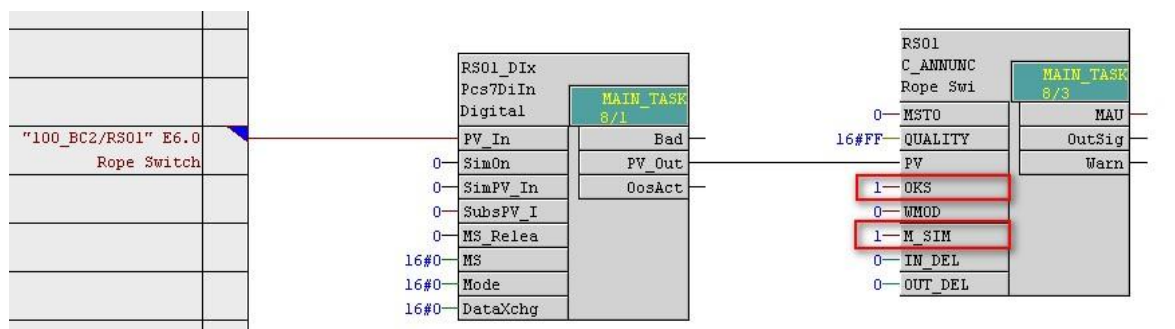 RS01_DIx
Pcs7DiIn
Digital
MAIN_TASK
8/1
"100_BC2/RS01" E6.0
Rope Switch
PV_In
Bad
0 SimOn
PV_Out
0 SimPV_In
OosAct
0 SubsPV_I
0 MS_Relea
16#0 MS
16#0 Mode
16#0 DataXchg
RS01
C_ANNUNC
Rope Swi
MAIN_TASK
8/3
0 MSTO
MAU
16#FF QUALITY
OutSig
PV
Warn
1 OKS
0 WMOD
1 M_SIM
0 IN_DEL
0 OUT_DEL